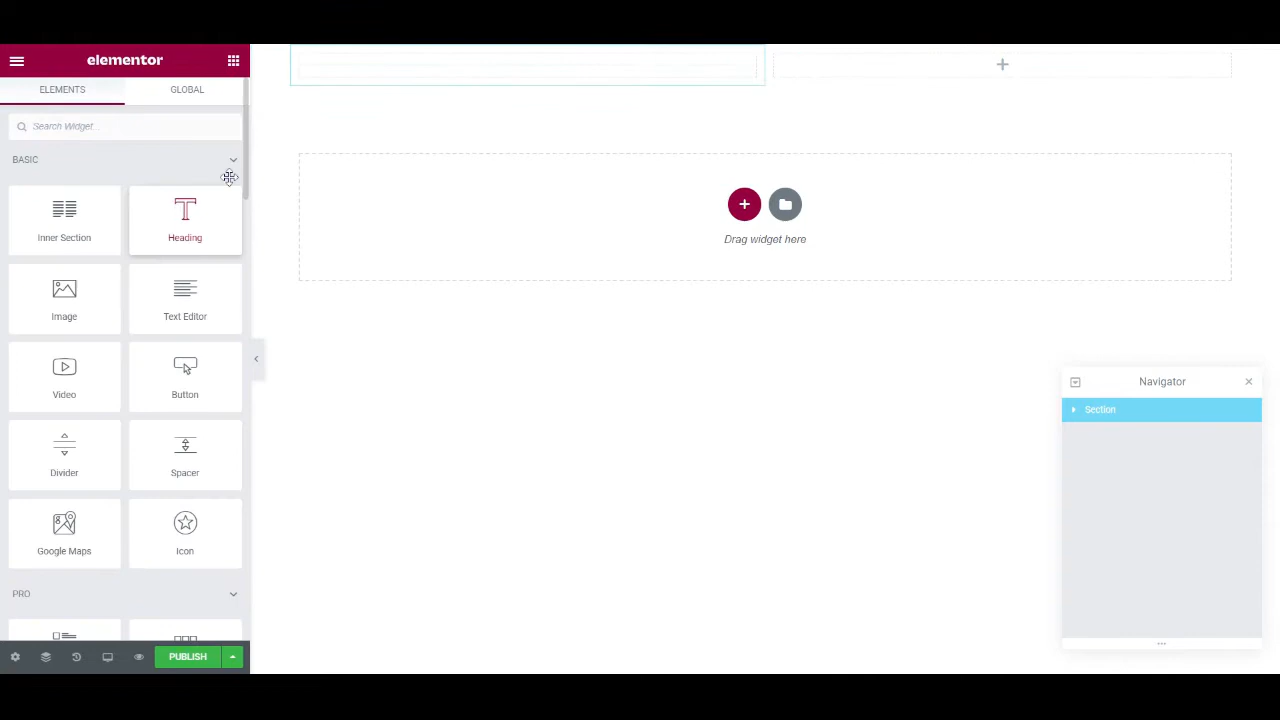 elementor
ELEMENTS
GLOBAL
Search Widget...
BASIC
Inner Section
Heading
Image
Text Editor
Video
Button
Divider
Spacer
Google Maps
Icon
PRO
PUBLISH
Drag widget here
Navigator
Section